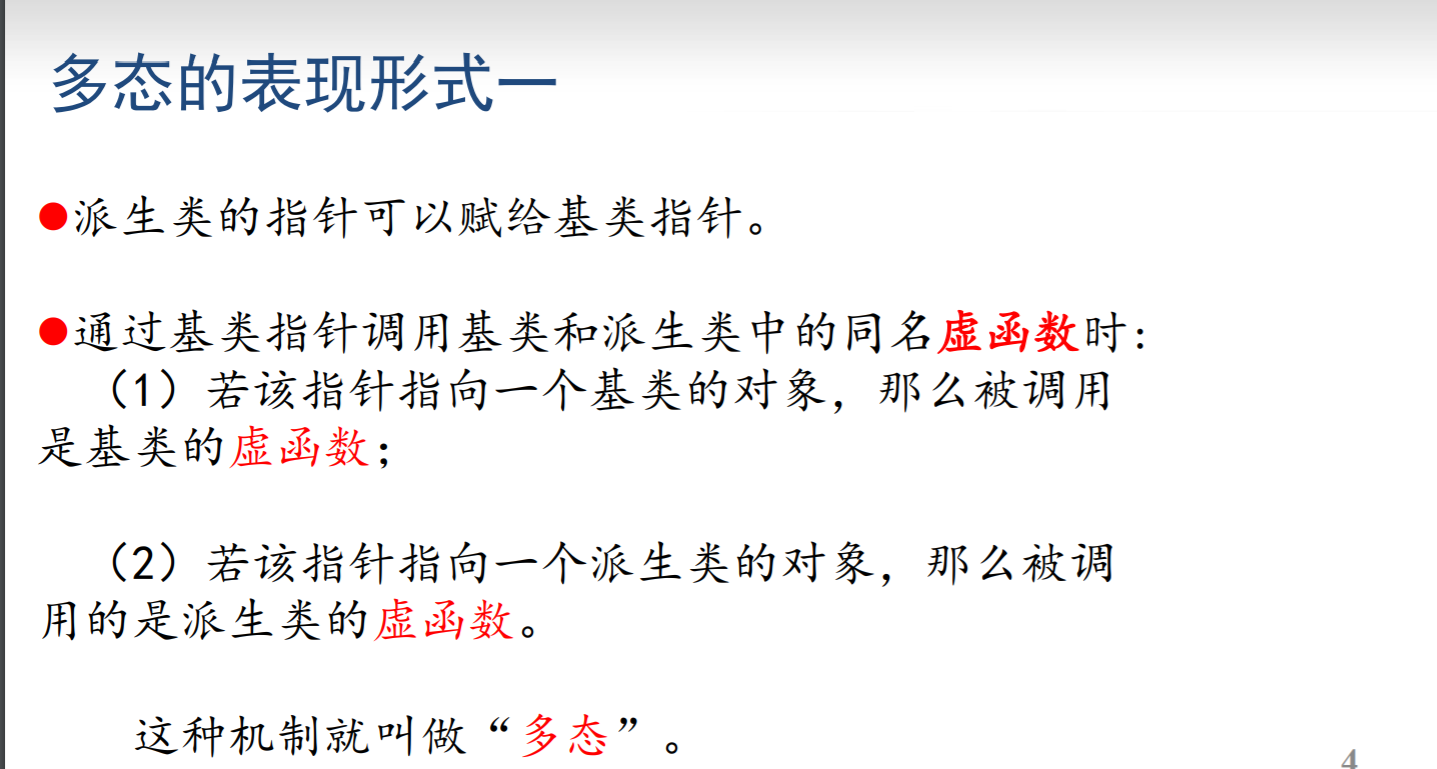 多态的表现形式一
●派生类的指针可以赋给基类指针。
●通过基类指针调用基类和派生类中的同名虚函数时:
（1）若该指针指向一个基类的对象，那么被调用
是基类的虚函数；
（2）若该指针指向一个派生类的对象，那么被调
用的是派生类的虚函数。
这种机制就叫做“多态”。
4